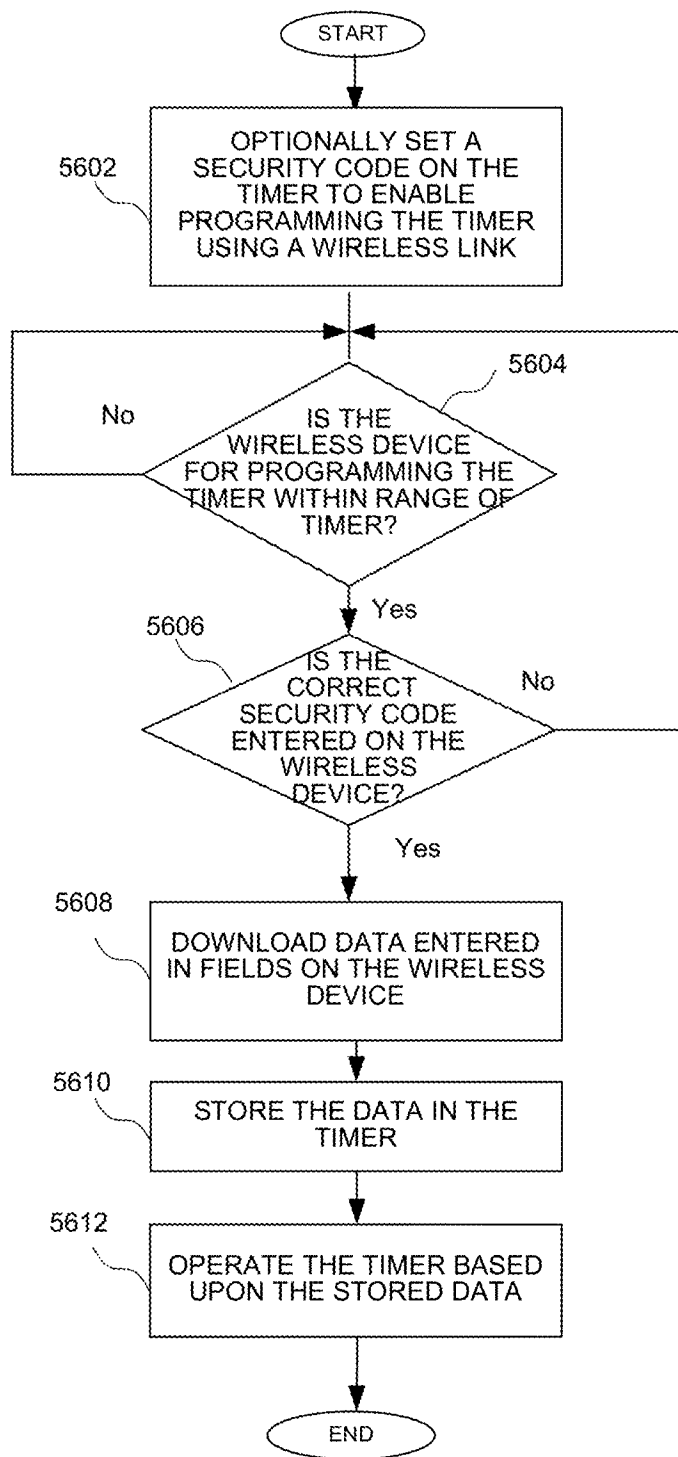 START
5602
OPTIONALLY SET A
SECURITY CODE ON THE
TIMER TO ENABLE
PROGRAMMING THE TIMER
USING A WIRELESS LINK
5604
No
IS THE
WIRELESS DEVICE
FOR PROGRAMMING THE
TIMER WITHIN RANGE OF
TIMER?
Yes
5606
IS THE
CORRECT
SECURITY CODE
ENTERED ON THE
WIRELESS
DEVICE?
No
Yes
5608
DOWNLOAD DATA ENTERED
IN FIELDS ON THE WIRELESS
DEVICE
5610
STORE THE DATA IN THE
TIMER
5612
OPERATE THE TIMER BASED
UPON THE STORED DATA
END